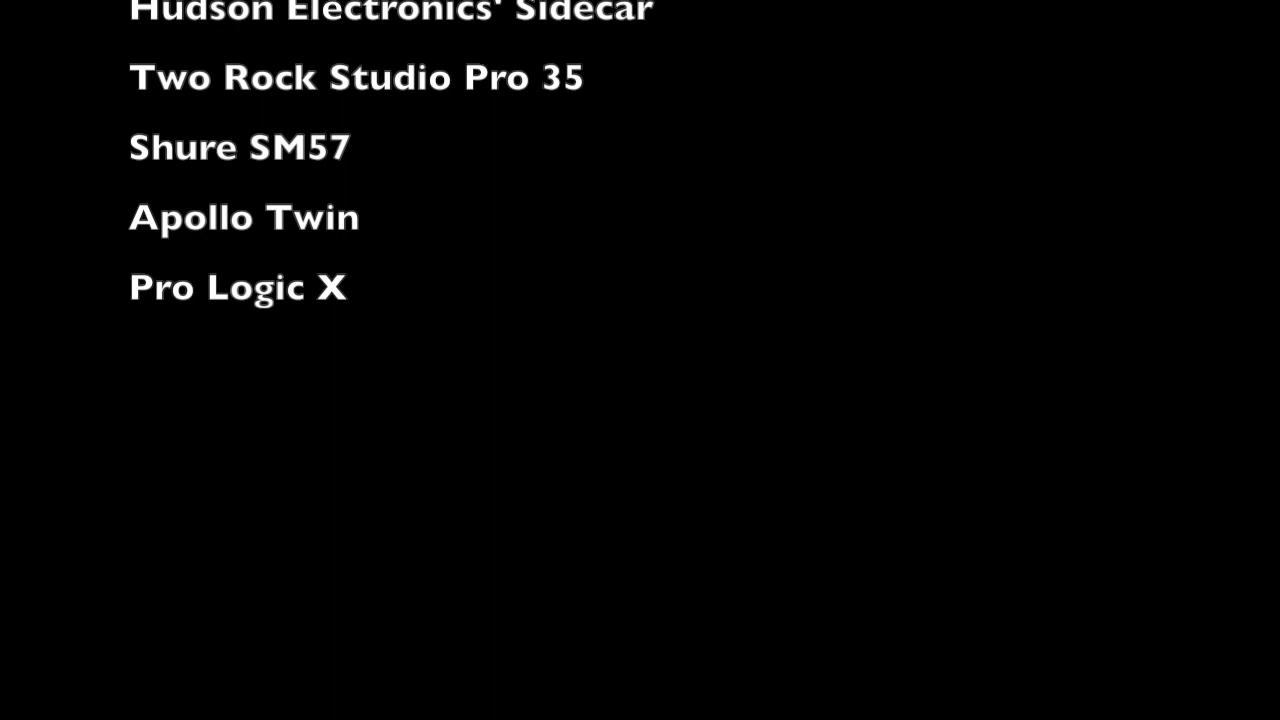 Hudson Electronics' Sidecar
Two Rock Studio Pro 35
Shure SM57
Apollo Twin
Pro Logic X